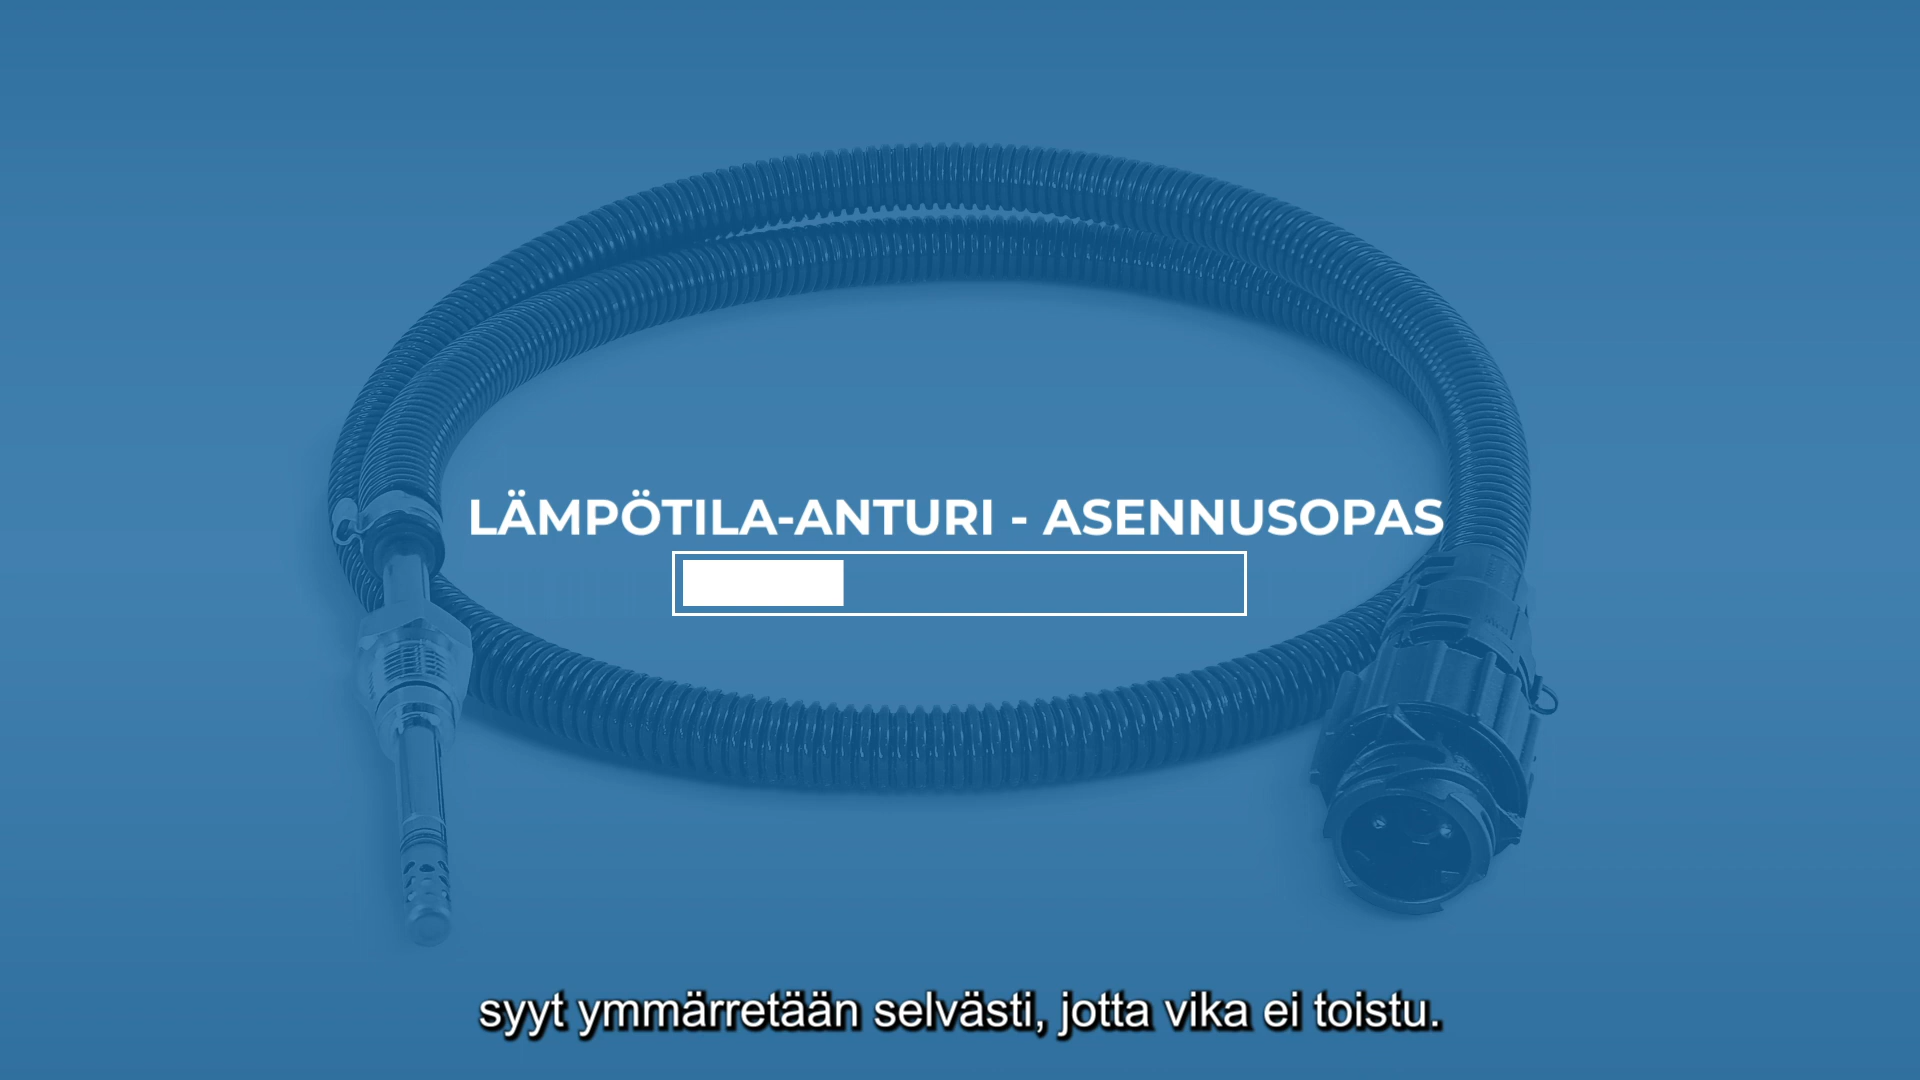 LÄMPÖTILA-ANTURI - ASENNUSOPAS
syyt ymmärretään selvästi, jotta vika ei toistu.